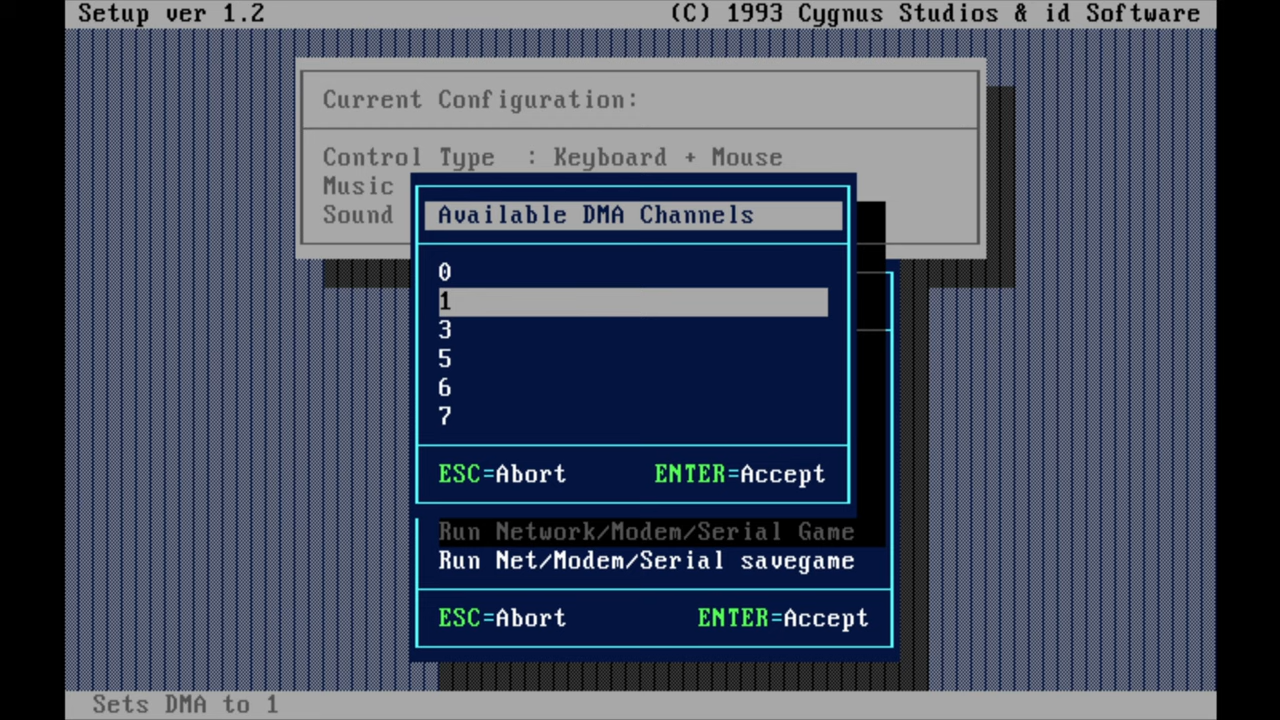 Setup ver 1.2 (C) 1993 Cygnus Studios & id Software
Current Configuration:
Control Type : Keyboard + Mouse
Music
Sound
Available DMA Channels
0
1
3
5
6
7
ESC=Abort ENTER=Accept
Run Network/Modem/Serial Game
Run Net/Modem/Serial savegame
ESC=Abort ENTER=Accept
Sets DMA to 1